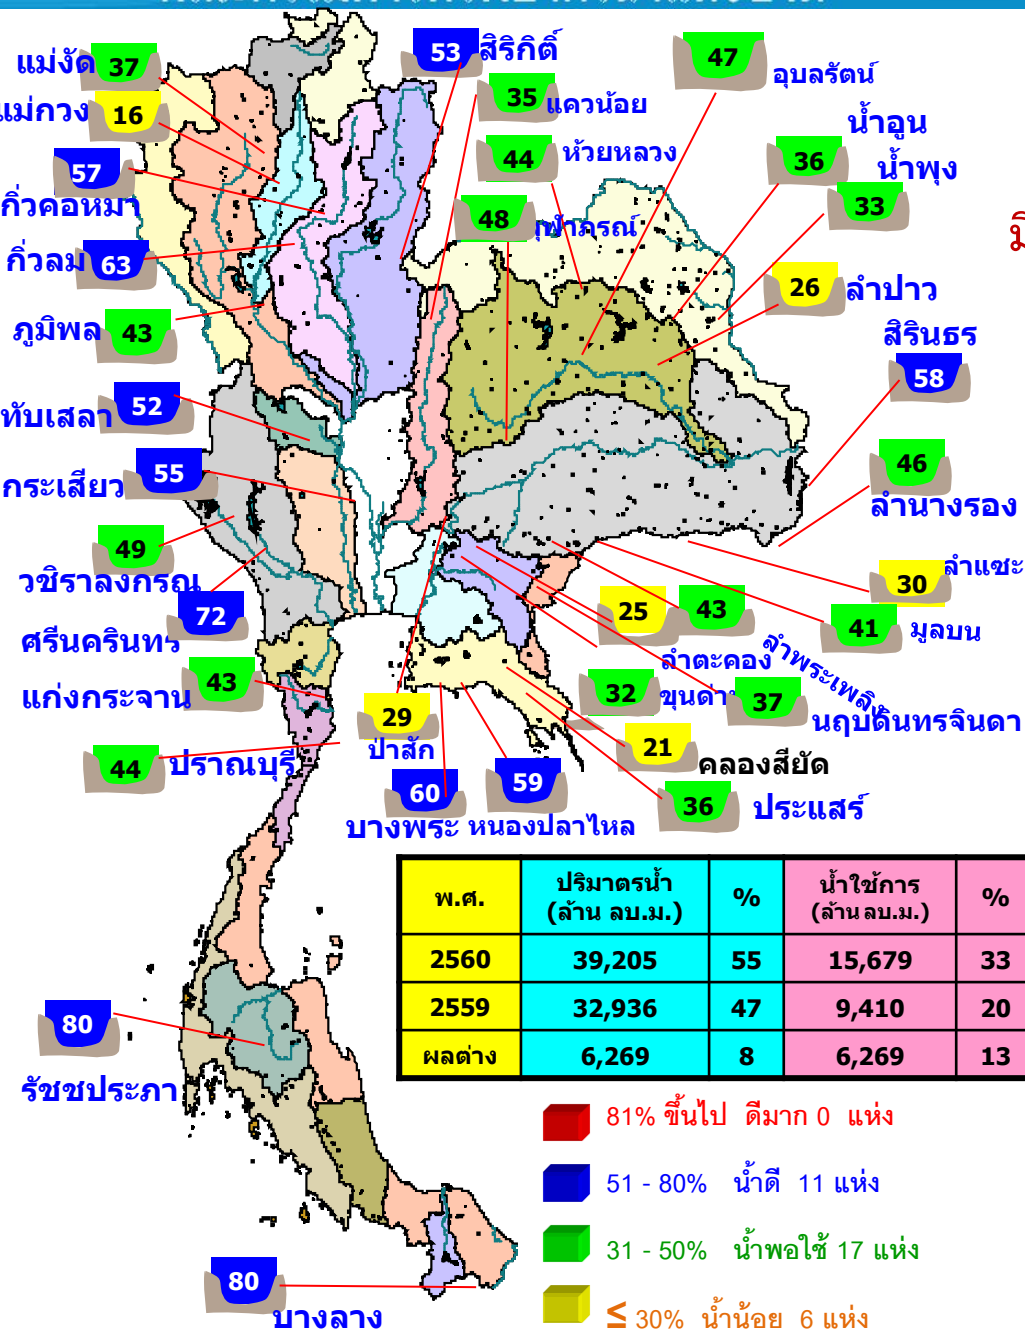 แม่งัด 37
แม่กวง 16
57
กิ่วคอหมา
กิ่วลม 63
ภูมิพล 43
ทับเสลา 52
กระเสียว 55
49
วชิราลงกรณ
72
ศรีนครินทร
แก่งกระจาน 43
44 ปราณบุรี
53 สิริกิติ์
35 แควน้อย
44 ห้วยหลวง
48 จุฬาภรณ์
47 อุบลรัตน์
น้ำอูน
36 น้ำพุง
33
26 ลำปาว
สิรินธร
58
46
ลำนางรอง
ลำแซะ
30
41 มูลบน
25 43
ลำตะคอง
ลำพระเพลิง
32 ขุนด่าน
37 นฤบดินทรจินดา
29
ป่าสัก
21 คลองสียัด
36 ประแสร์
60 59
บางพระ หนองปลาไหล
80
รัชชประภา
80
บางลาง
พ.ศ. ปริมาตรน้ำ (ล้าน ลบ.ม.) % น้ำใช้การ (ล้าน ลบ.ม.) %
2560 39,205 55 15,679 33
2559 32,936 47 9,410 20
ผลต่าง 6,269 8 6,269 13
81% ขึ้นไป ดีมาก 0 แห่ง
51 - 80% น้ำดี 11 แห่ง
31 - 50% น้ำพอใช้ 17 แห่ง
≤ 30% น้ำน้อย 6 แห่ง